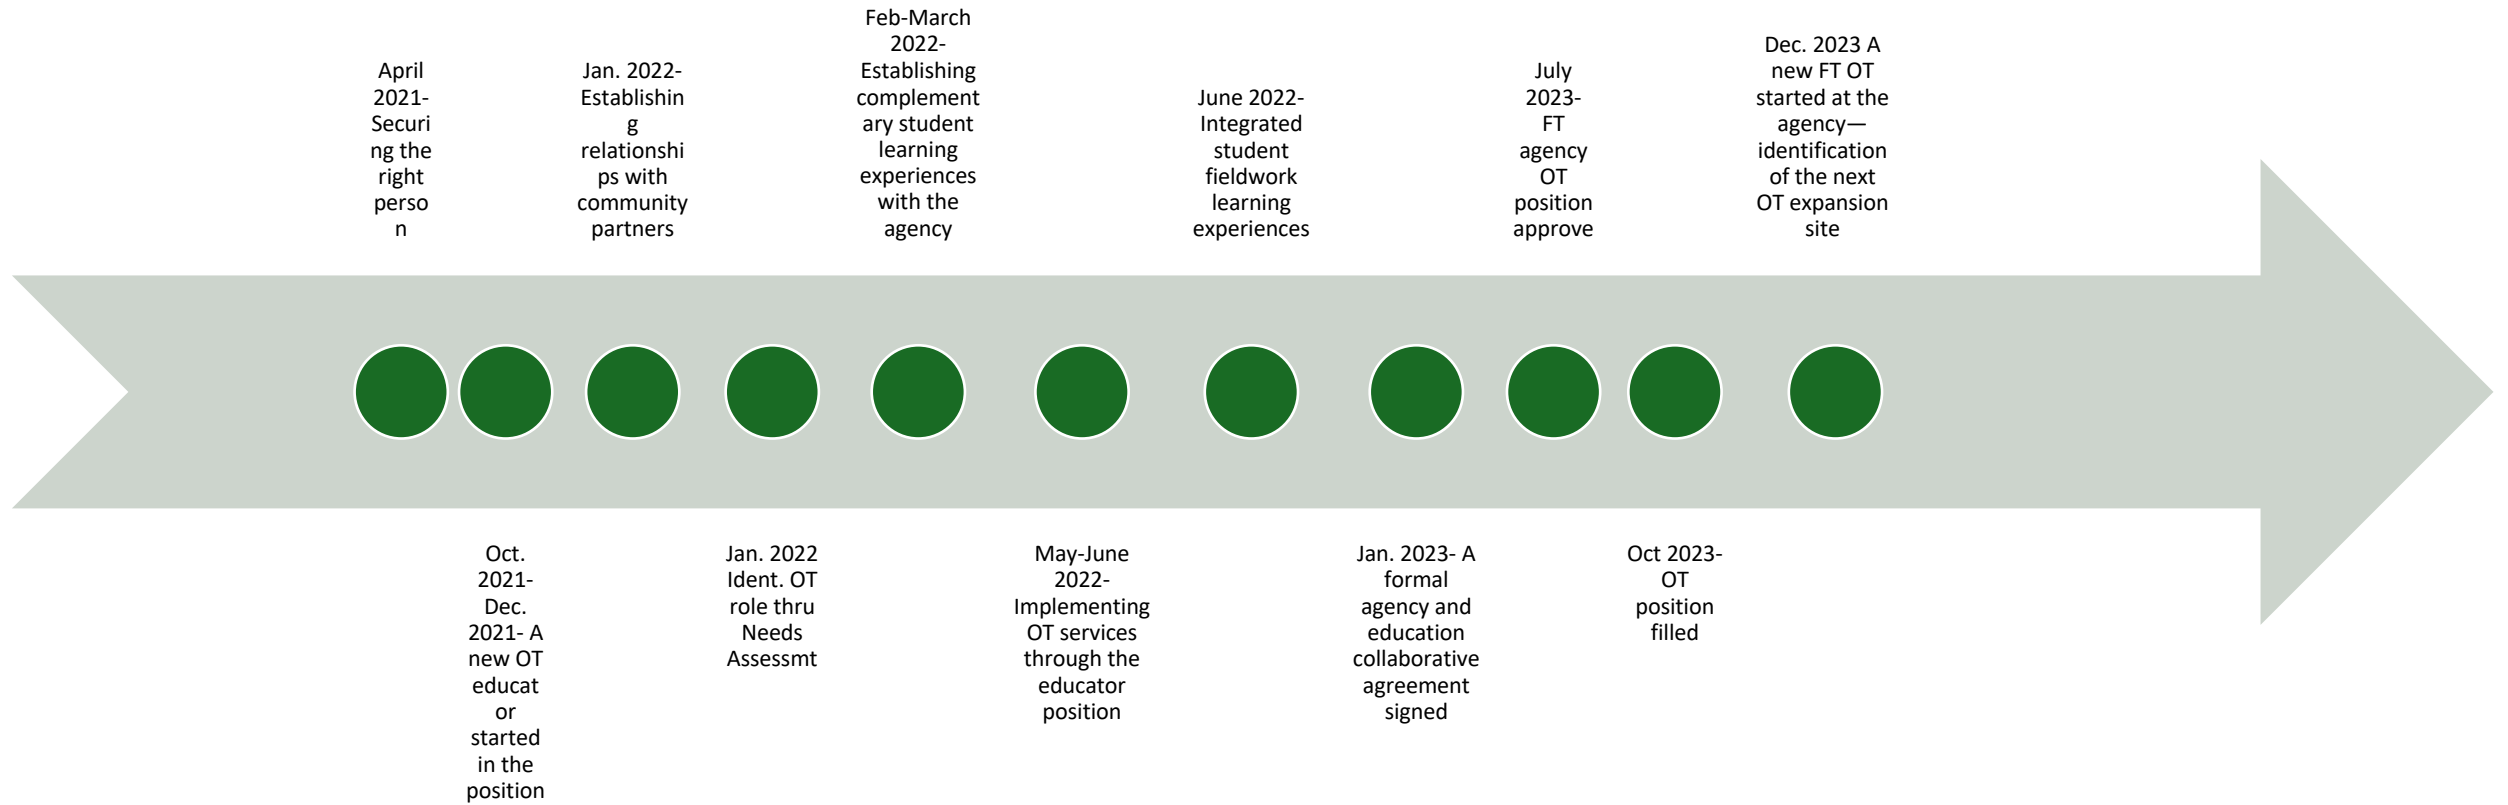 April
2021-
Securi
ng the
right
perso
n
Oct.
2021-
Dec.
2021- A
new OT
educat
or
started
in the
position
Jan. 2022-
Establishin
g
relationshi
ps with
community
partners
Jan. 2022
Ident. OT
role thru
Needs
Assessmt
Feb-March
2022-
Establishing
complement
ary student
learning
experiences
with the
agency
May-June
2022-
Implementing
OT services
through the
educator
position
June 2022-
Integrated
student
fieldwork
learning
experiences
Jan. 2023- A
formal
agency and
education
collaborative
agreement
signed
July
2023-
FT
agency
OT
position
approve
Oct 2023-
OT
position
filled
Dec. 2023 A
new FT OT
started at the
agency—
identification
of the next
OT expansion
site